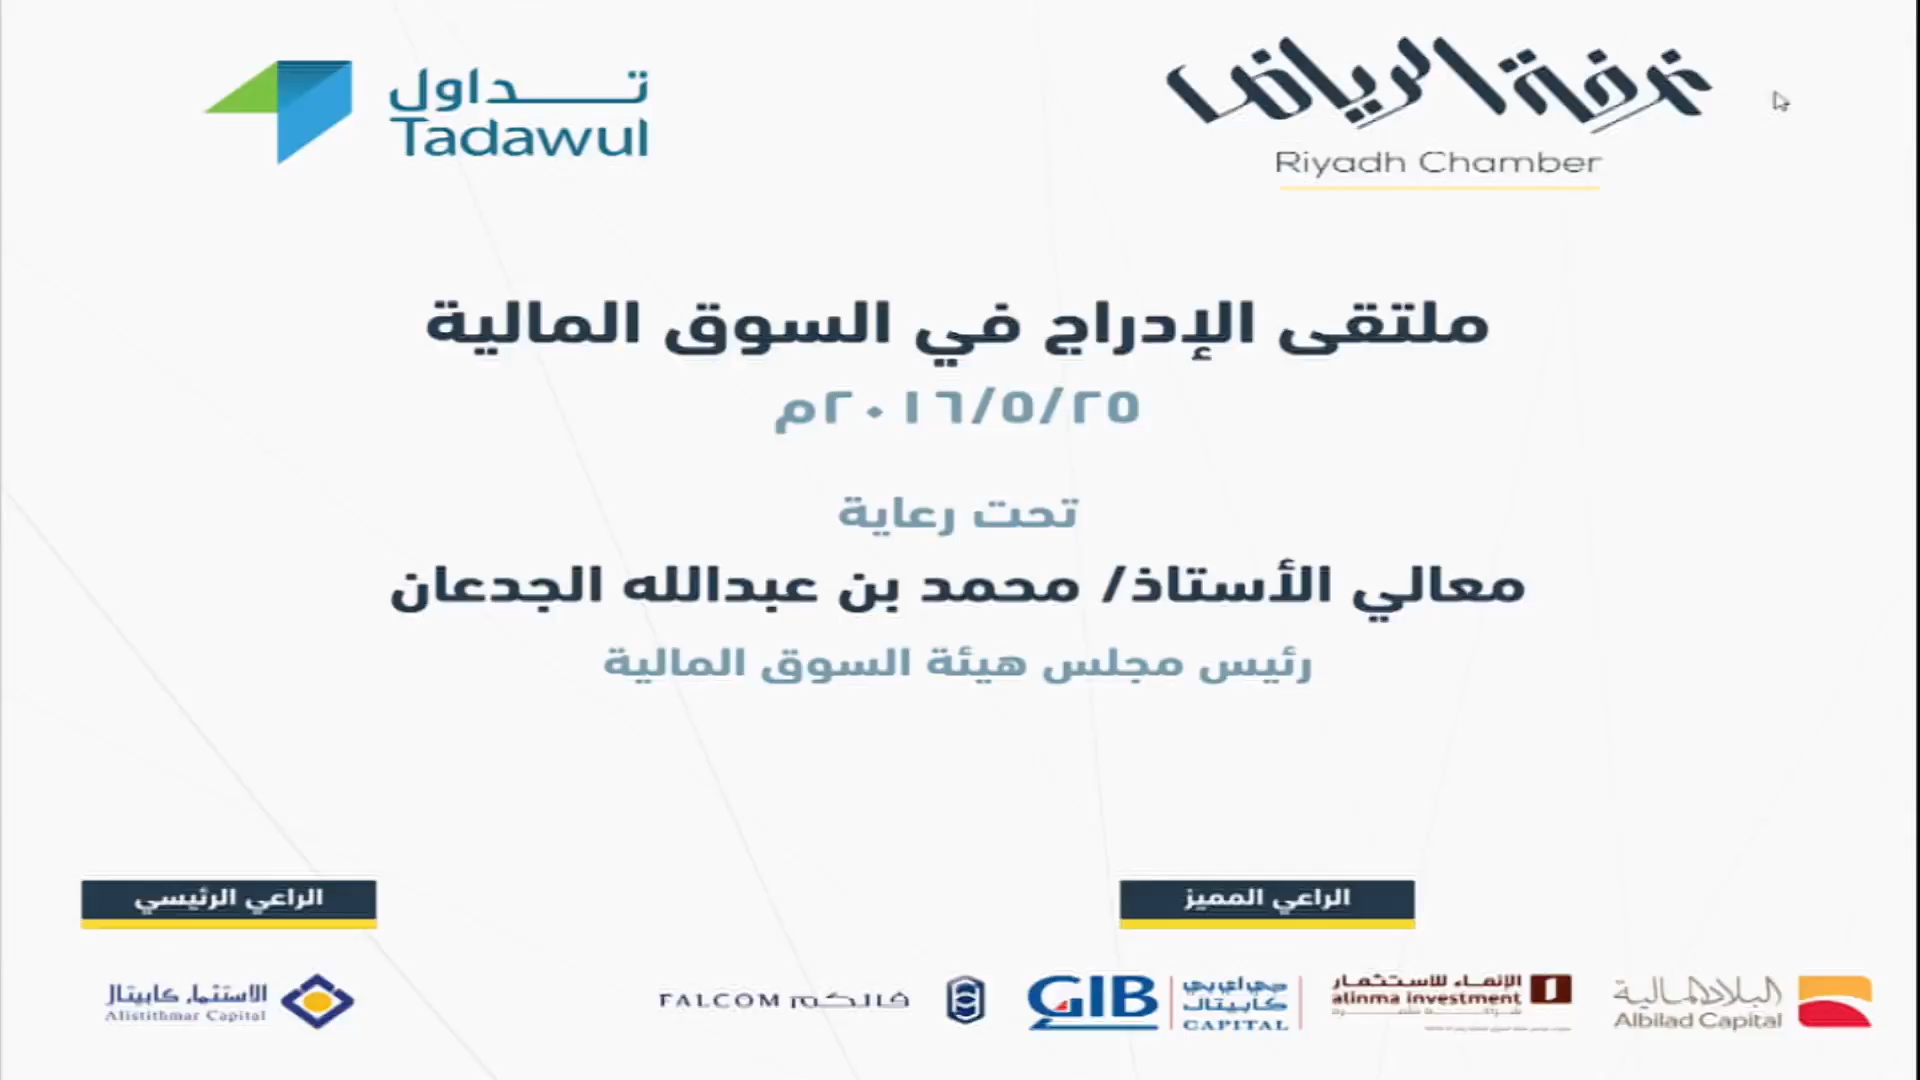 غرفة الرياض
Riyadh Chamber
تداول
Tadawul
ملتقى الإدراج في السوق المالية
٢٠١٦/٥/٢٥م
تحت رعاية
معالي الأستاذ/ محمد بن عبدالله الجدعان
رئيس مجلس هيئة السوق المالية
الراعي المميز
البلاد المالية
Albilad Capital
الإنماء للاستثمار
alinma investment
GIB
جي آي بي
كابيتال
CAPITAL
فالكم FALCOM
الراعي الرئيسي
الاستثمار كابيتال
Alistithmar Capital